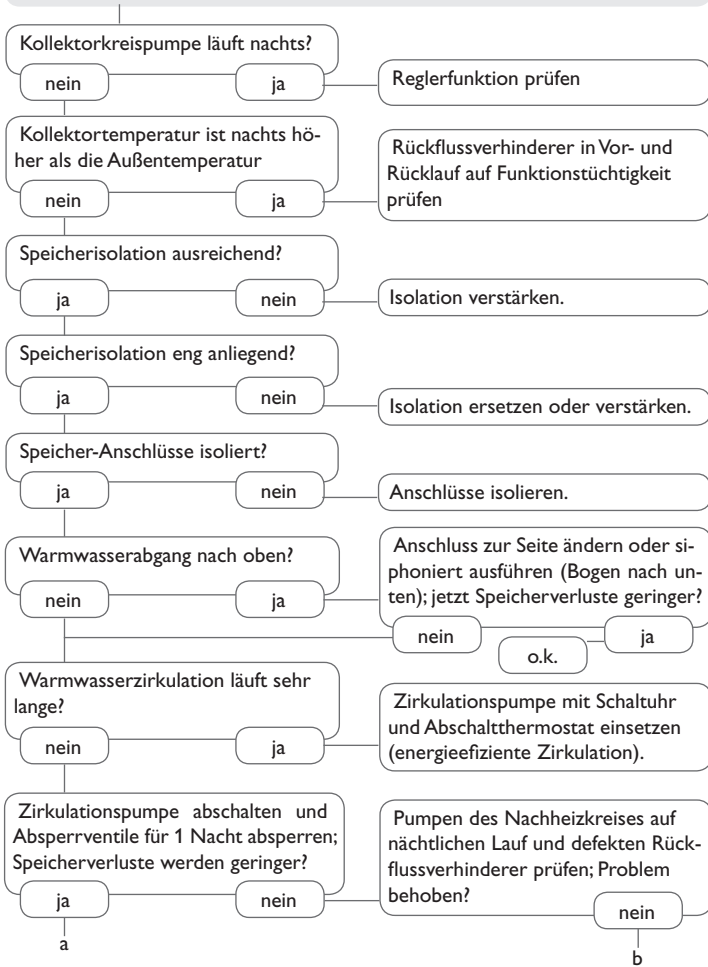 Kollektorkreispumpe läuft nachts?
nein
ja
Reglerfunktion prüfen
Kollektortemperatur ist nachts hö-
her als die Außentemperatur
nein
ja
Rückflussverhinderer in Vor- und
Rücklauf auf Funktionstüchtigkeit
prüfen
Speicherisolation ausreichend?
ja
nein
Isolation verstärken.
Speicherisolation eng anliegend?
ja
nein
Isolation ersetzen oder verstärken.
Speicher-Anschlüsse isoliert?
ja
nein
Anschlüsse isolieren.
Warmwasserabgang nach oben?
nein
ja
Anschluss zur Seite ändern oder si-
phoniert ausführen (Bogen nach un-
ten); jetzt Speicherverluste geringer?
nein
ja
o.k.
Warmwasserzirkulation läuft sehr
lange?
nein
ja
Zirkulationspumpe mit Schaltuhr
und Abschaltthermostat einsetzen
(energieefiziente Zirkulation).
Zirkulationspumpe abschalten und
Absperrventile für 1 Nacht absperren;
Speicherverluste werden geringer?
ja
nein
Pumpen des Nachheizkreises auf
nächtlichen Lauf und defekten Rück-
flussverhinderer prüfen; Problem
behoben?
nein
a
b